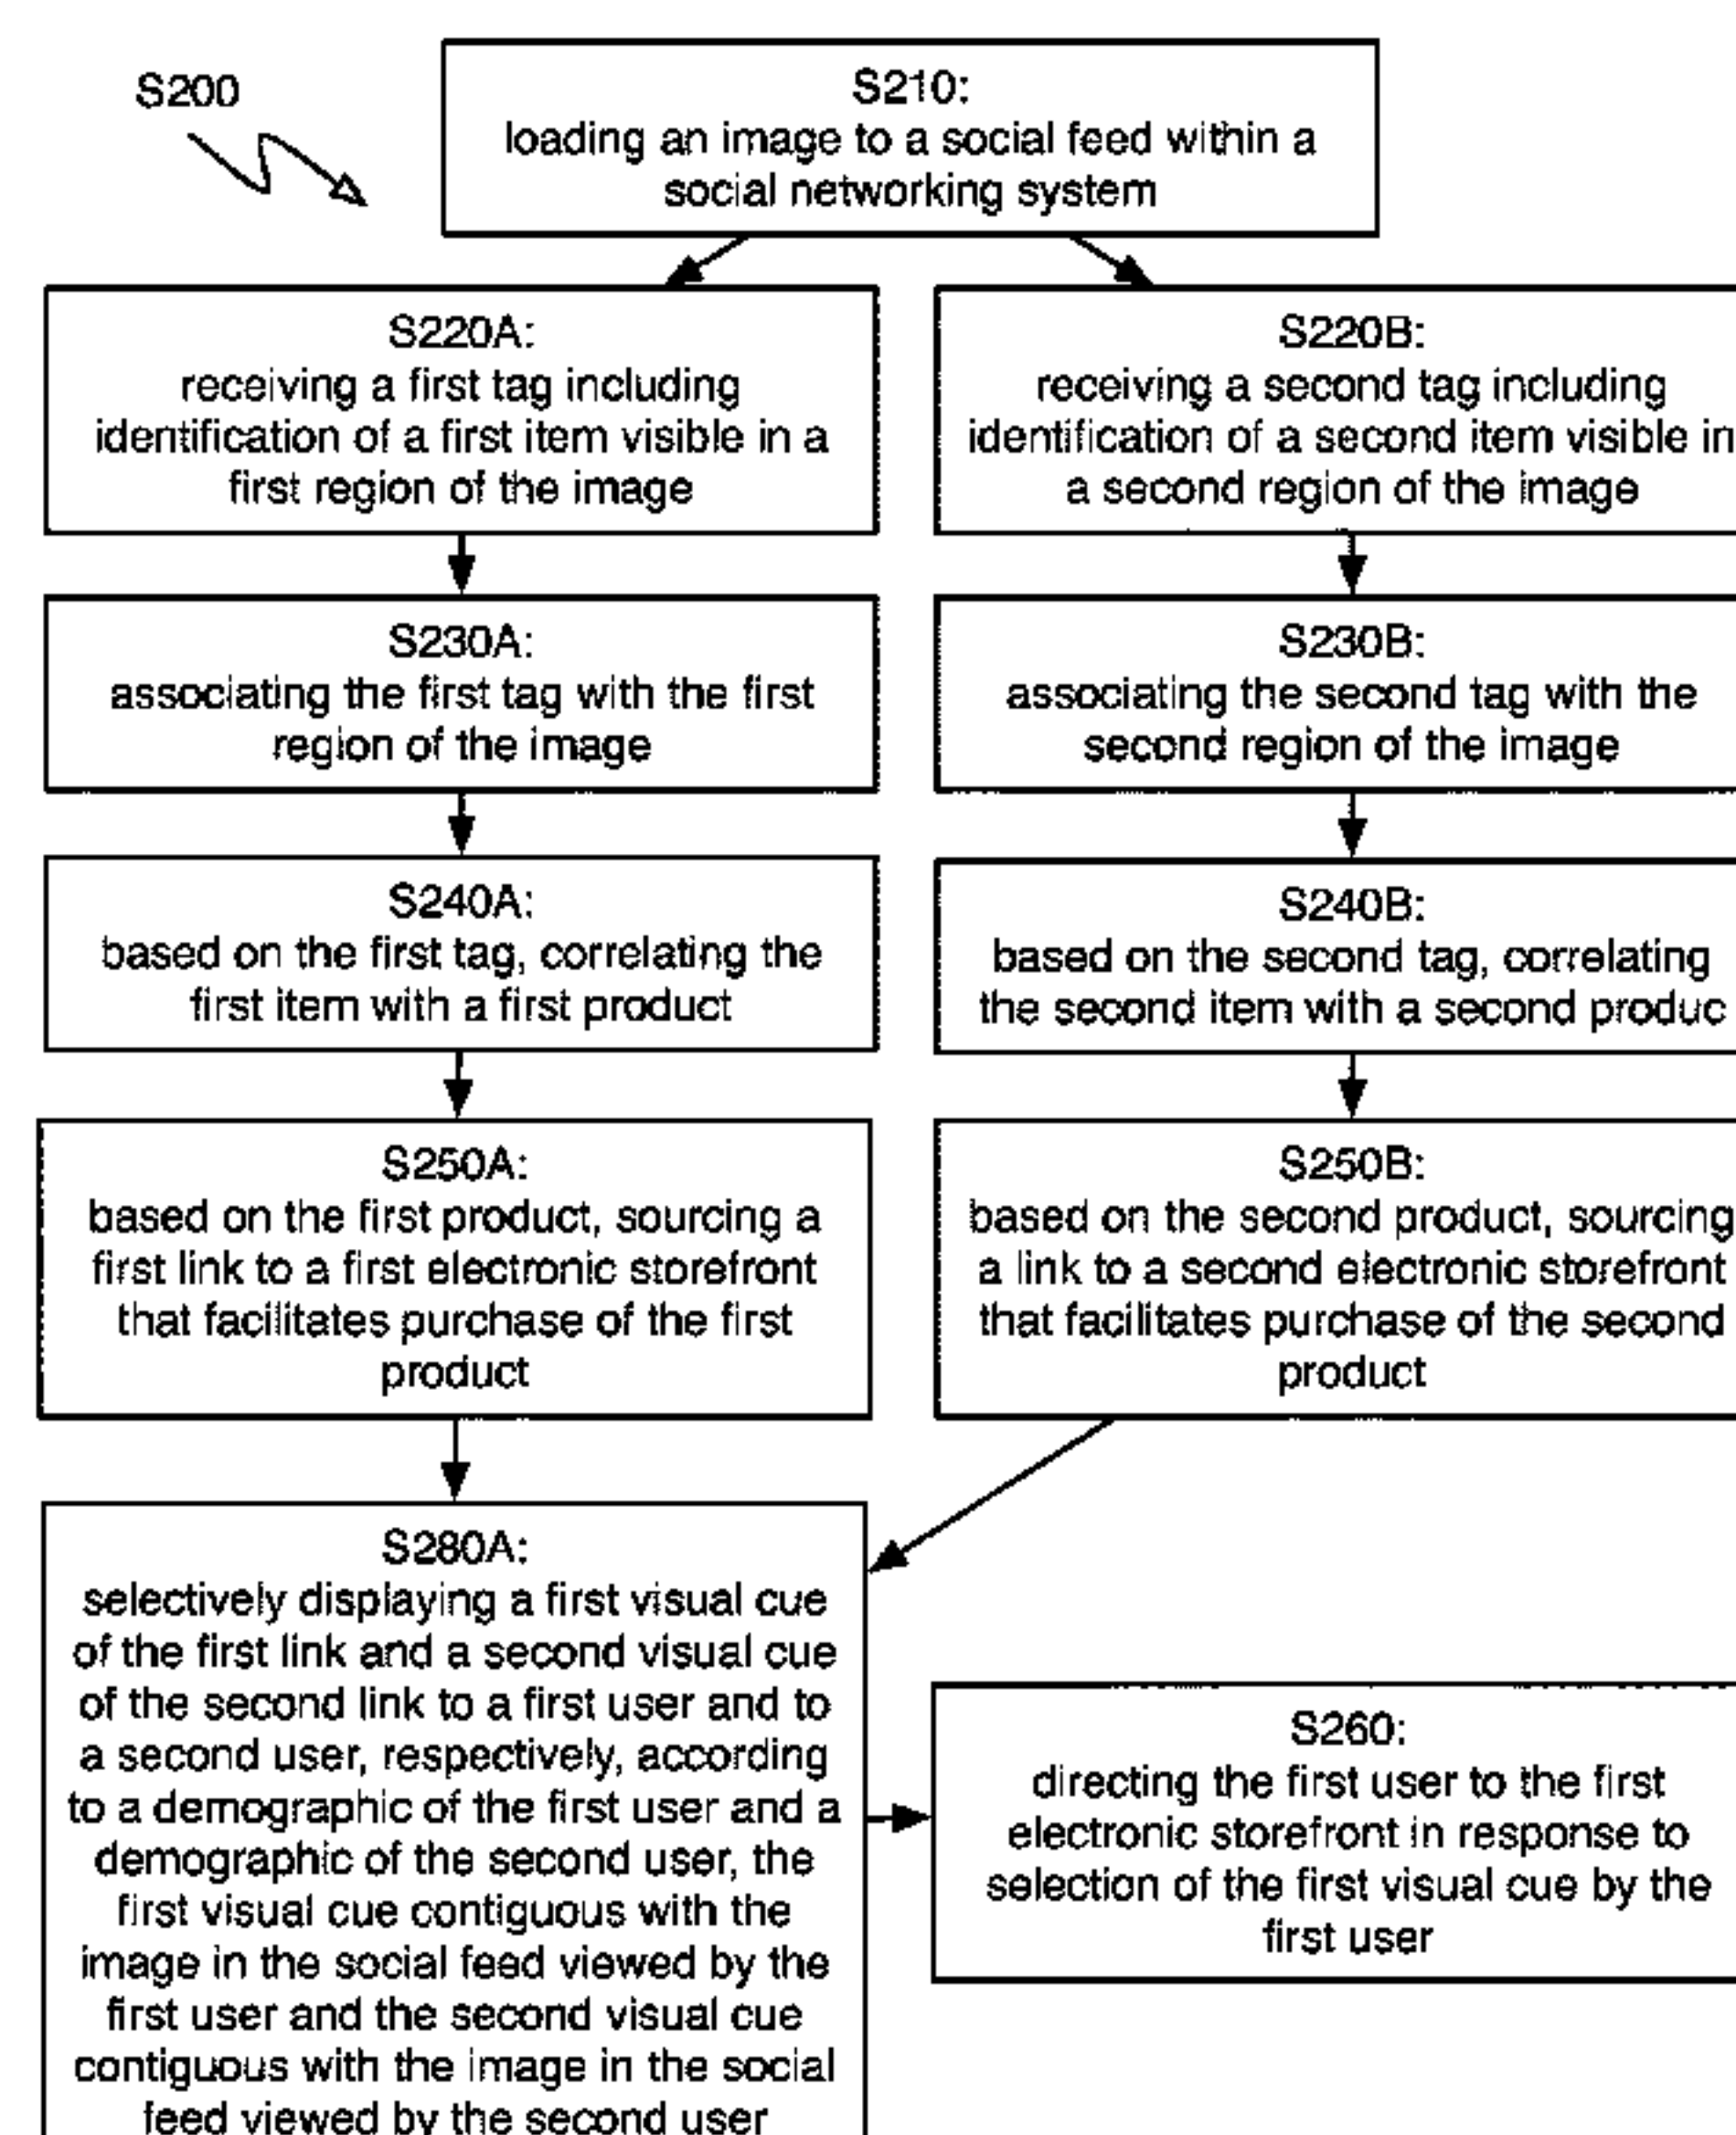 S200
S210:
loading an image to a social feed within a
social networking system
S220A:
receiving a first tag including
identification of a first item visible in a
first region of the image
S220B:
receiving a second tag including
identification of a second item visible in
a second region of the image
S230A:
associating the first tag with the first
region of the image
S230B:
associating the second tag with the
second region of the image
S240A:
based on the first tag, correlating the
first item with a first product
S240B:
based on the second tag, correlating
the second item with a second produc
S250A:
based on the first product, sourcing a
first link to a first electronic storefront
that facilitates purchase of the first
product
S250B:
based on the second product, sourcing
a link to a second electronic storefront
that facilitates purchase of the second
product
S280A:
selectively displaying a first visual cue
of the first link and a second visual cue
of the second link to a first user and to
a second user, respectively, according
to a demographic of the first user and a
demographic of the second user, the
first visual cue contiguous with the
image in the social feed viewed by the
first user and the second visual cue
contiguous with the image in the social
feed viewed by the second user
S260:
directing the first user to the first
electronic storefront in response to
selection of the first visual cue by the
first user